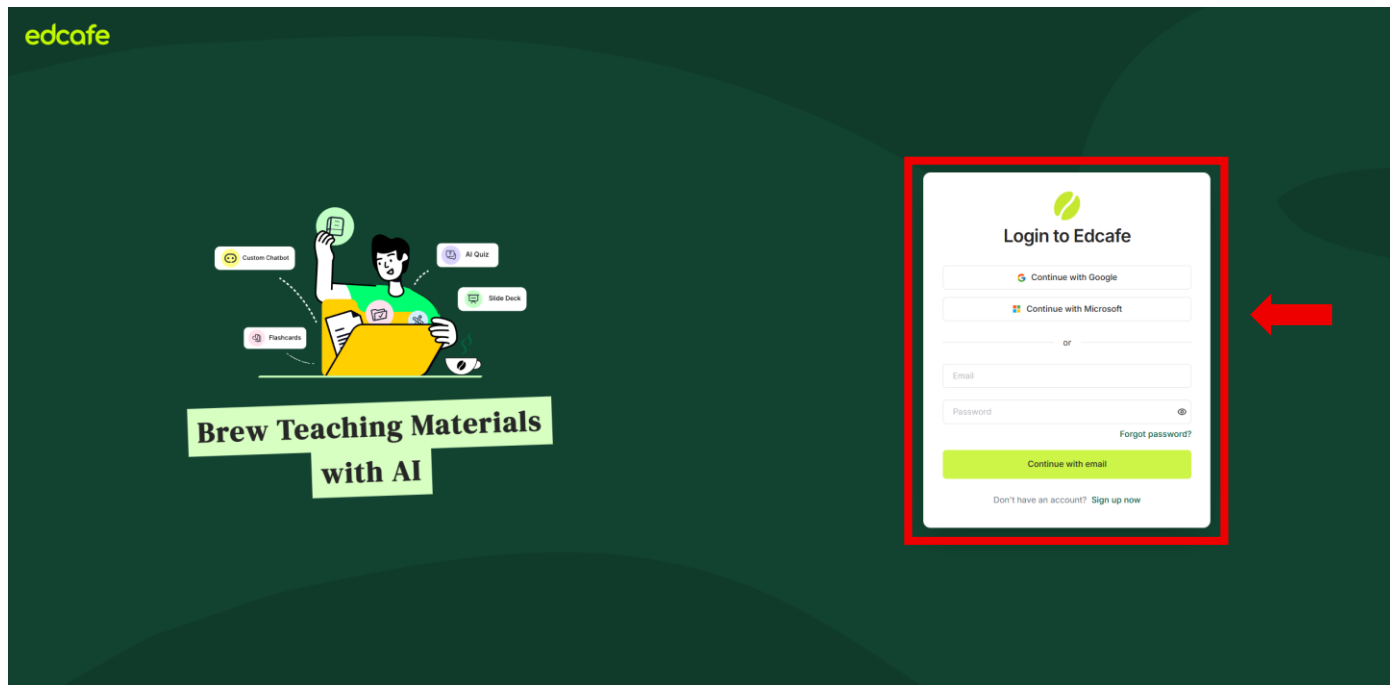 edcafe
Custom Chatbot
AI Quiz
Slide Deck
Flashcards
Brew Teaching Materials
with AI
Login to Edcafe
Continue with Google
Continue with Microsoft
or
Email
Password
Forgot password?
Continue with email
Don't have an account? Sign up now